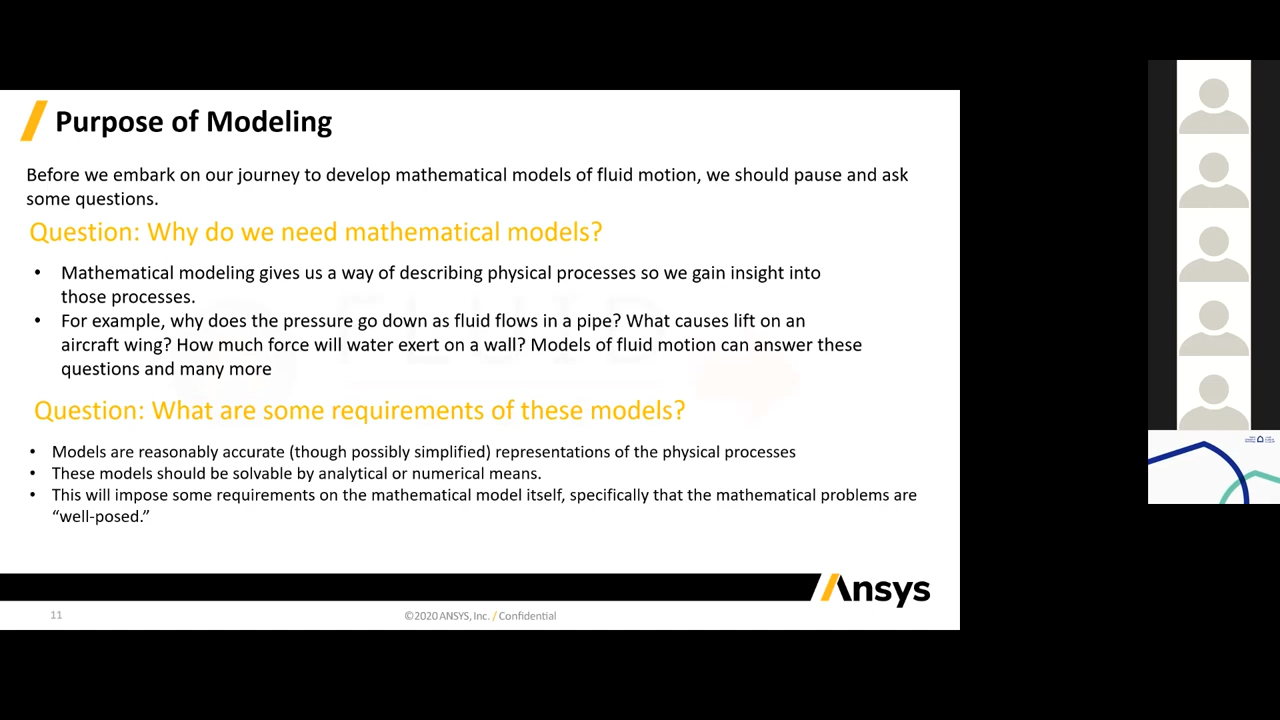 Purpose of Modeling
Before we embark on our journey to develop mathematical models of fluid motion, we should pause and ask
some questions.
Question: Why do we need mathematical models?
• Mathematical modeling gives us a way of describing physical processes so we gain insight into
those processes.
• For example, why does the pressure go down as fluid flows in a pipe? What causes lift on an
aircraft wing? How much force will water exert on a wall? Models of fluid motion can answer these
questions and many more
Question: What are some requirements of these models?
• Models are reasonably accurate (though possibly simplified) representations of the physical processes
• These models should be solvable by analytical or numerical means.
• This will impose some requirements on the mathematical model itself, specifically that the mathematical problems are
“well-posed.”
Ansys
11
©2020 ANSYS, Inc. / Confidential